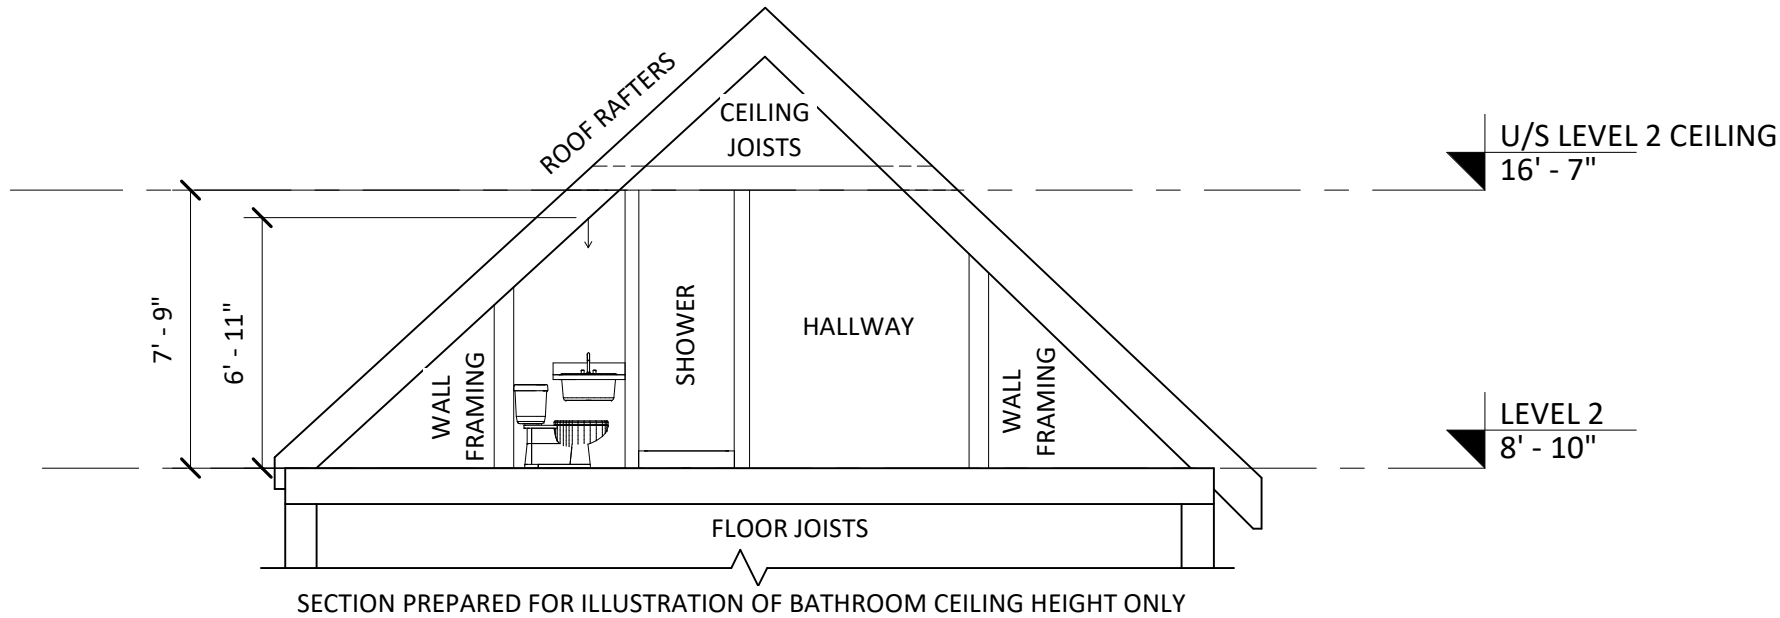 ROOF RAFTERS
CEILING
JOISTS
U/S LEVEL 2 CEILING
16' - 7"
7' - 9"
6' - 11"
WALL
FRAMING
SHOWER
HALLWAY
WALL
FRAMING
LEVEL 2
8' - 10"
FLOOR JOISTS
SECTION PREPARED FOR ILLUSTRATION OF BATHROOM CEILING HEIGHT ONLY